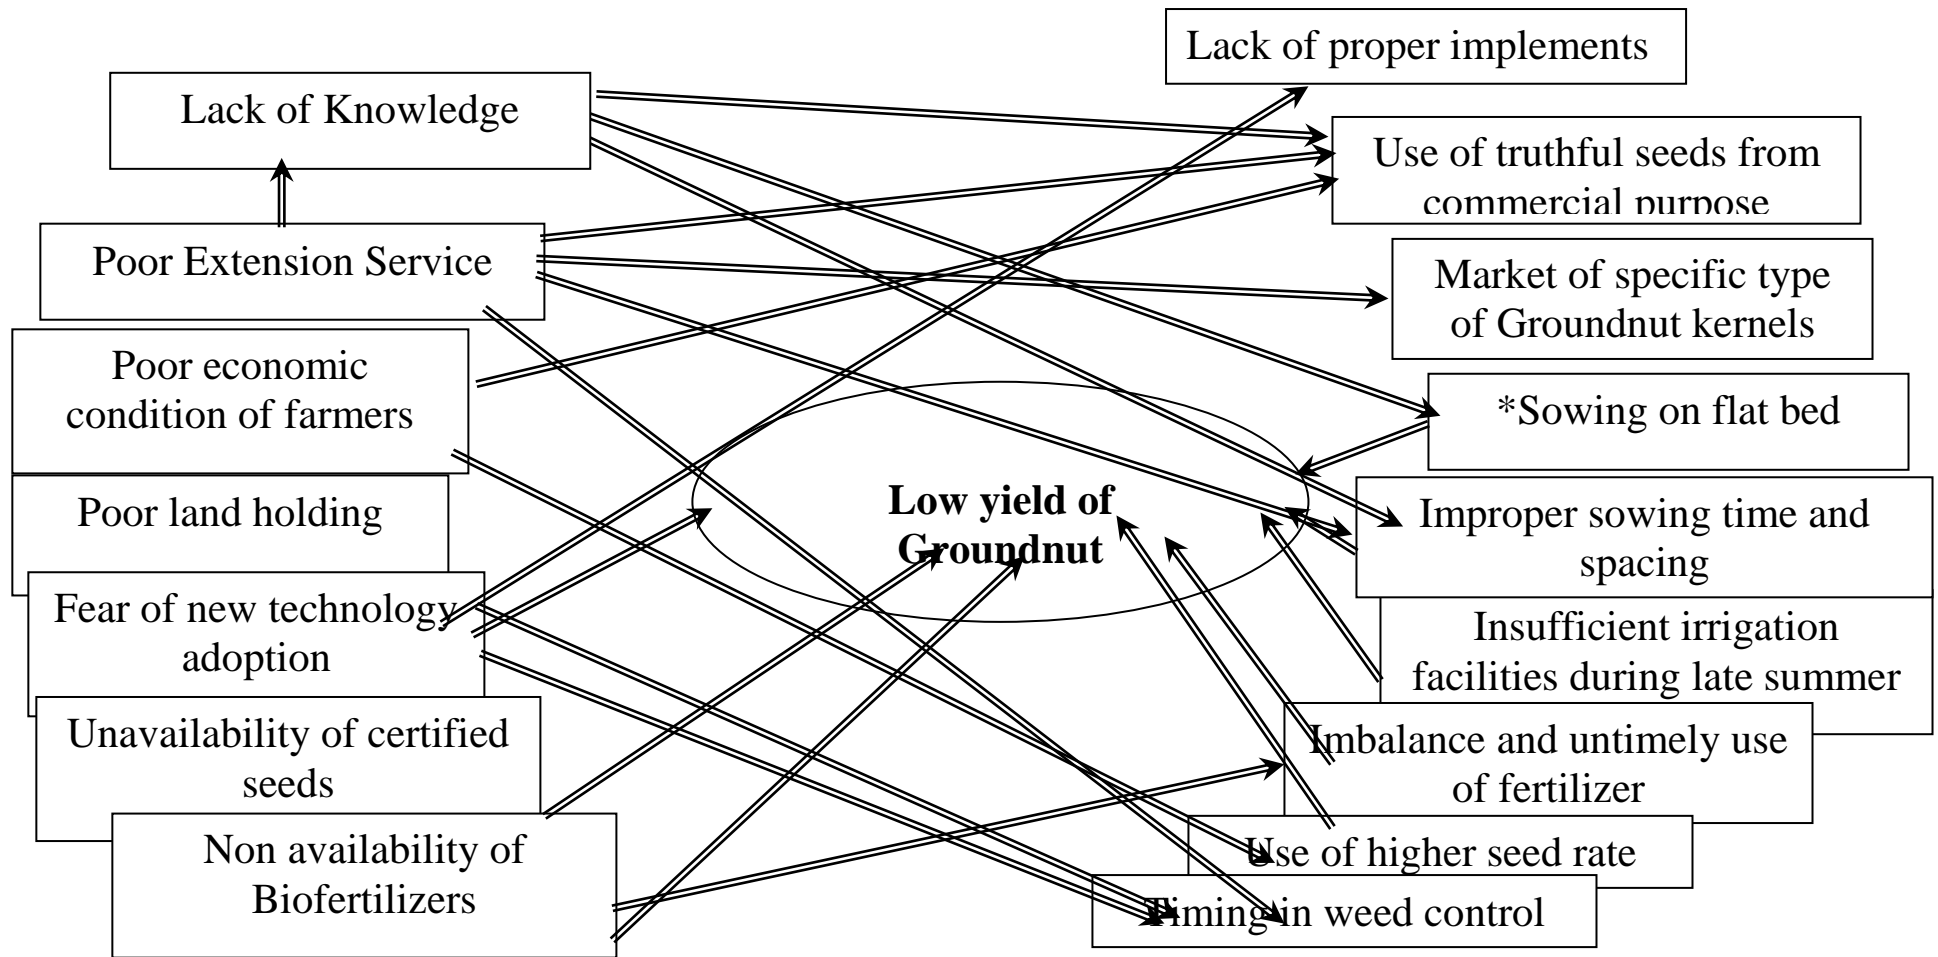 Lack of proper implements
Lack of Knowledge
Use of truthful seeds from
commercial purpose
Poor Extension Service
Market of specific type
of Groundnut kernels
Poor economic
condition of farmers
*Sowing on flat bed
Poor land holding
Low yield of
Groundnut
Improper sowing time and
spacing
Fear of new technology
adoption
Insufficient irrigation
facilities during late summer
Unavailability of certified
seeds
Imbalance and untimely use
of fertilizer
Non availability of
Biofertilizers
Use of higher seed rate
Timing in weed control